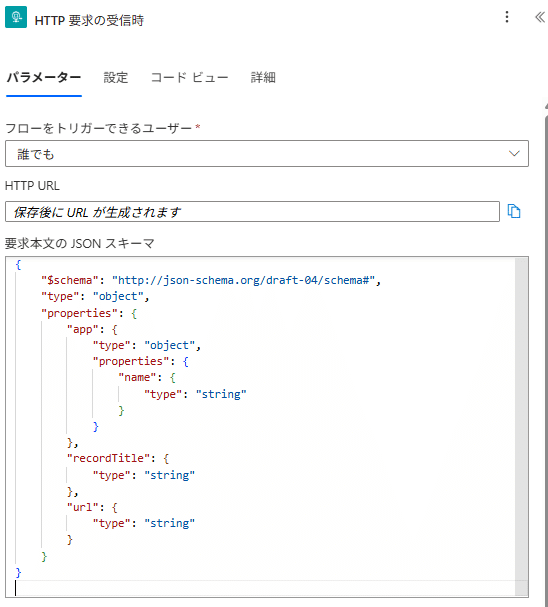 HTTP 要求の受信時
パラメーター 設定 コード ビュー 詳細
フローをトリガーできるユーザー *
誰でも
HTTP URL
保存後に URL が生成されます
要求本文の JSON スキーマ
{
    "$schema": "http://json-schema.org/draft-04/schema#",
    "type": "object",
    "properties": {
        "app": {
            "type": "object",
            "properties": {
                "name": {
                    "type": "string"
                }
            }
        },
        "recordTitle": {
            "type": "string"
        },
        "url": {
            "type": "string"
        }
    }
}